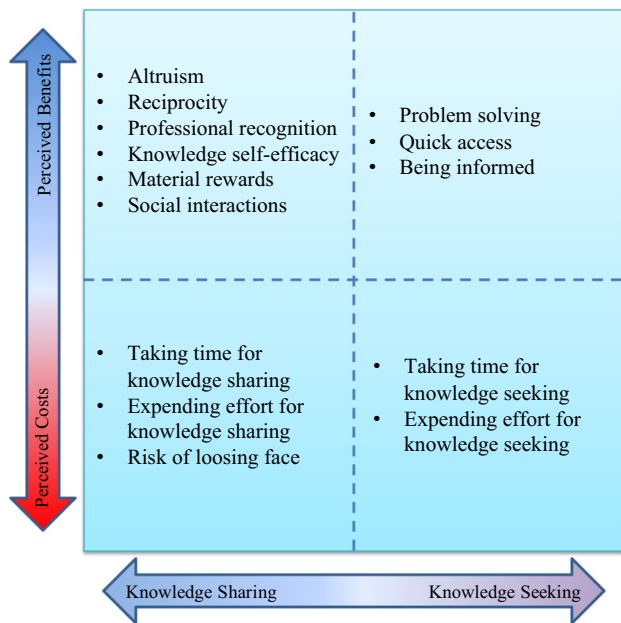 Perceived Benefits
• Altruism
• Reciprocity
• Professional recognition
• Knowledge self-efficacy
• Material rewards
• Social interactions
• Problem solving
• Quick access
• Being informed
Perceived Costs
• Taking time for
knowledge sharing
• Expending effort for
knowledge sharing
• Risk of loosing face
• Taking time for
knowledge seeking
• Expending effort for
knowledge seeking
Knowledge Sharing
Knowledge Seeking